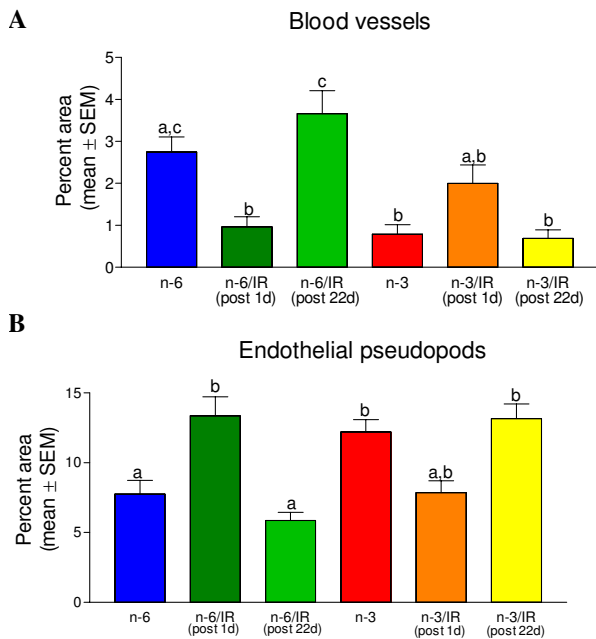 A
Blood vessels
Percent area
(mean ± SEM)
5
4
3
2
1
0
a,c
b
c
b
a,b
b
n-6
n-6/IR
(post 1d)
n-6/IR
(post 22d)
n-3
n-3/IR
(post 1d)
n-3/IR
(post 22d)
B
Endothelial pseudopods
Percent area
(mean ± SEM)
15
10
5
0
a
b
a
b
a,b
b
n-6
n-6/IR
(post 1d)
n-6/IR
(post 22d)
n-3
n-3/IR
(post 1d)
n-3/IR
(post 22d)